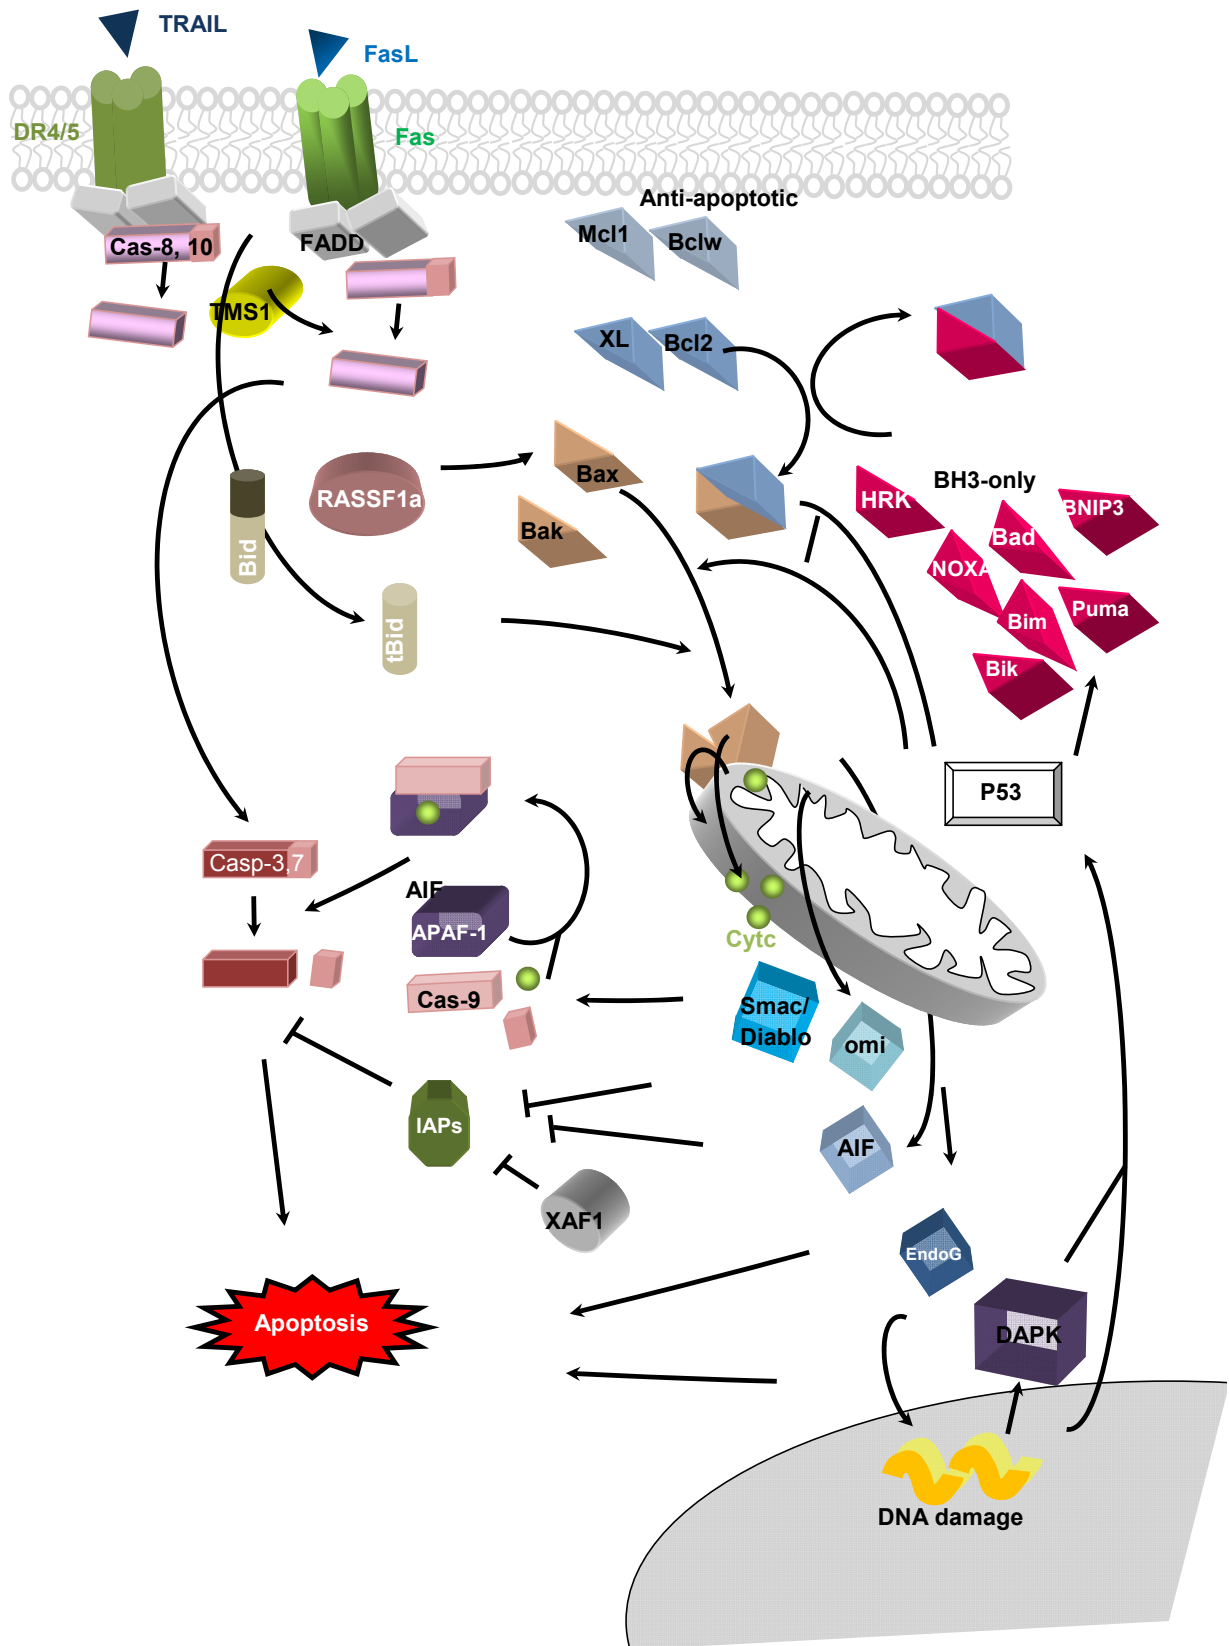 TRAIL
FasL
DR4/5
Fas
Anti-apoptotic
Mcl1
Bclw
FADD
Cas-8, 10
TMS1
XL
Bcl2
Bax
RASSF1a
Bak
BH3-only
HRK
BNIP3
Bad
NOXA
Bim
Puma
Bik
Bid
tBid
P53
Casp-3,7
AIF
APAF-1
Cytc
Cas-9
Smac/
Diablo
omi
IAPs
AIF
XAF1
EndoG
Apoptosis
DAPK
DNA damage